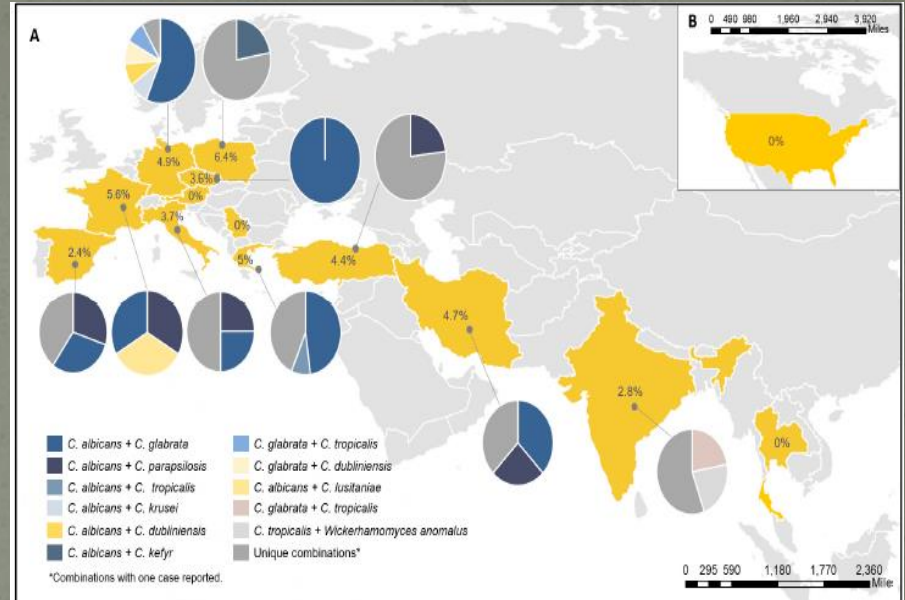 A
B
0 490 980 1,960 2,940 3,920
Miles
0%
4.9%
6.4%
3.6%
0%
5.6%
3.7%
0%
2.4%
5%
4.4%
4.7%
2.8%
0%
C. albicans + C. glabrata
C. albicans + C. parapsilosis
C. albicans + C. tropicalis
C. albicans + C. krusei
C. albicans + C. dubliniensis
C. albicans + C. kefyr
C. glabrata + C. tropicalis
C. glabrata + C. dubliniensis
C. albicans + C. lusitaniae
C. glabrata + C. tropicalis
C. tropicalis + Wickerhamomyces anomalus
Unique combinations*
*Combinations with one case reported.
0 295 590 1,180 1,770 2,360
Mile